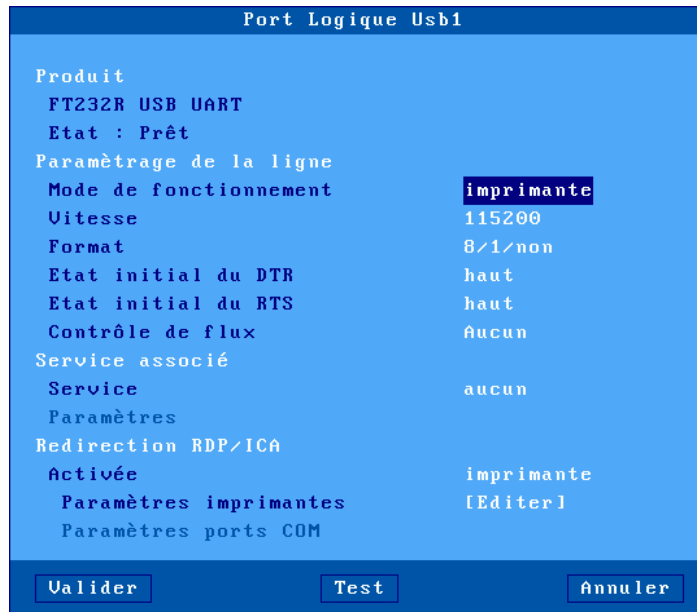 Port Logique Usb1
Produit
FT232R USB UART
Etat : Prêt
Paramètrage de la ligne
Mode de fonctionnement imprimante
Vitesse 115200
Format 8/1/non
Etat initial du DTR haut
Etat initial du RTS haut
Contrôle de flux Aucun
Service associé
Service aucun
Paramètres
Redirection RDP/ICA
Activée imprimante
Paramètres imprimantes [Editer]
Paramètres ports COM
Valider Test Annuler